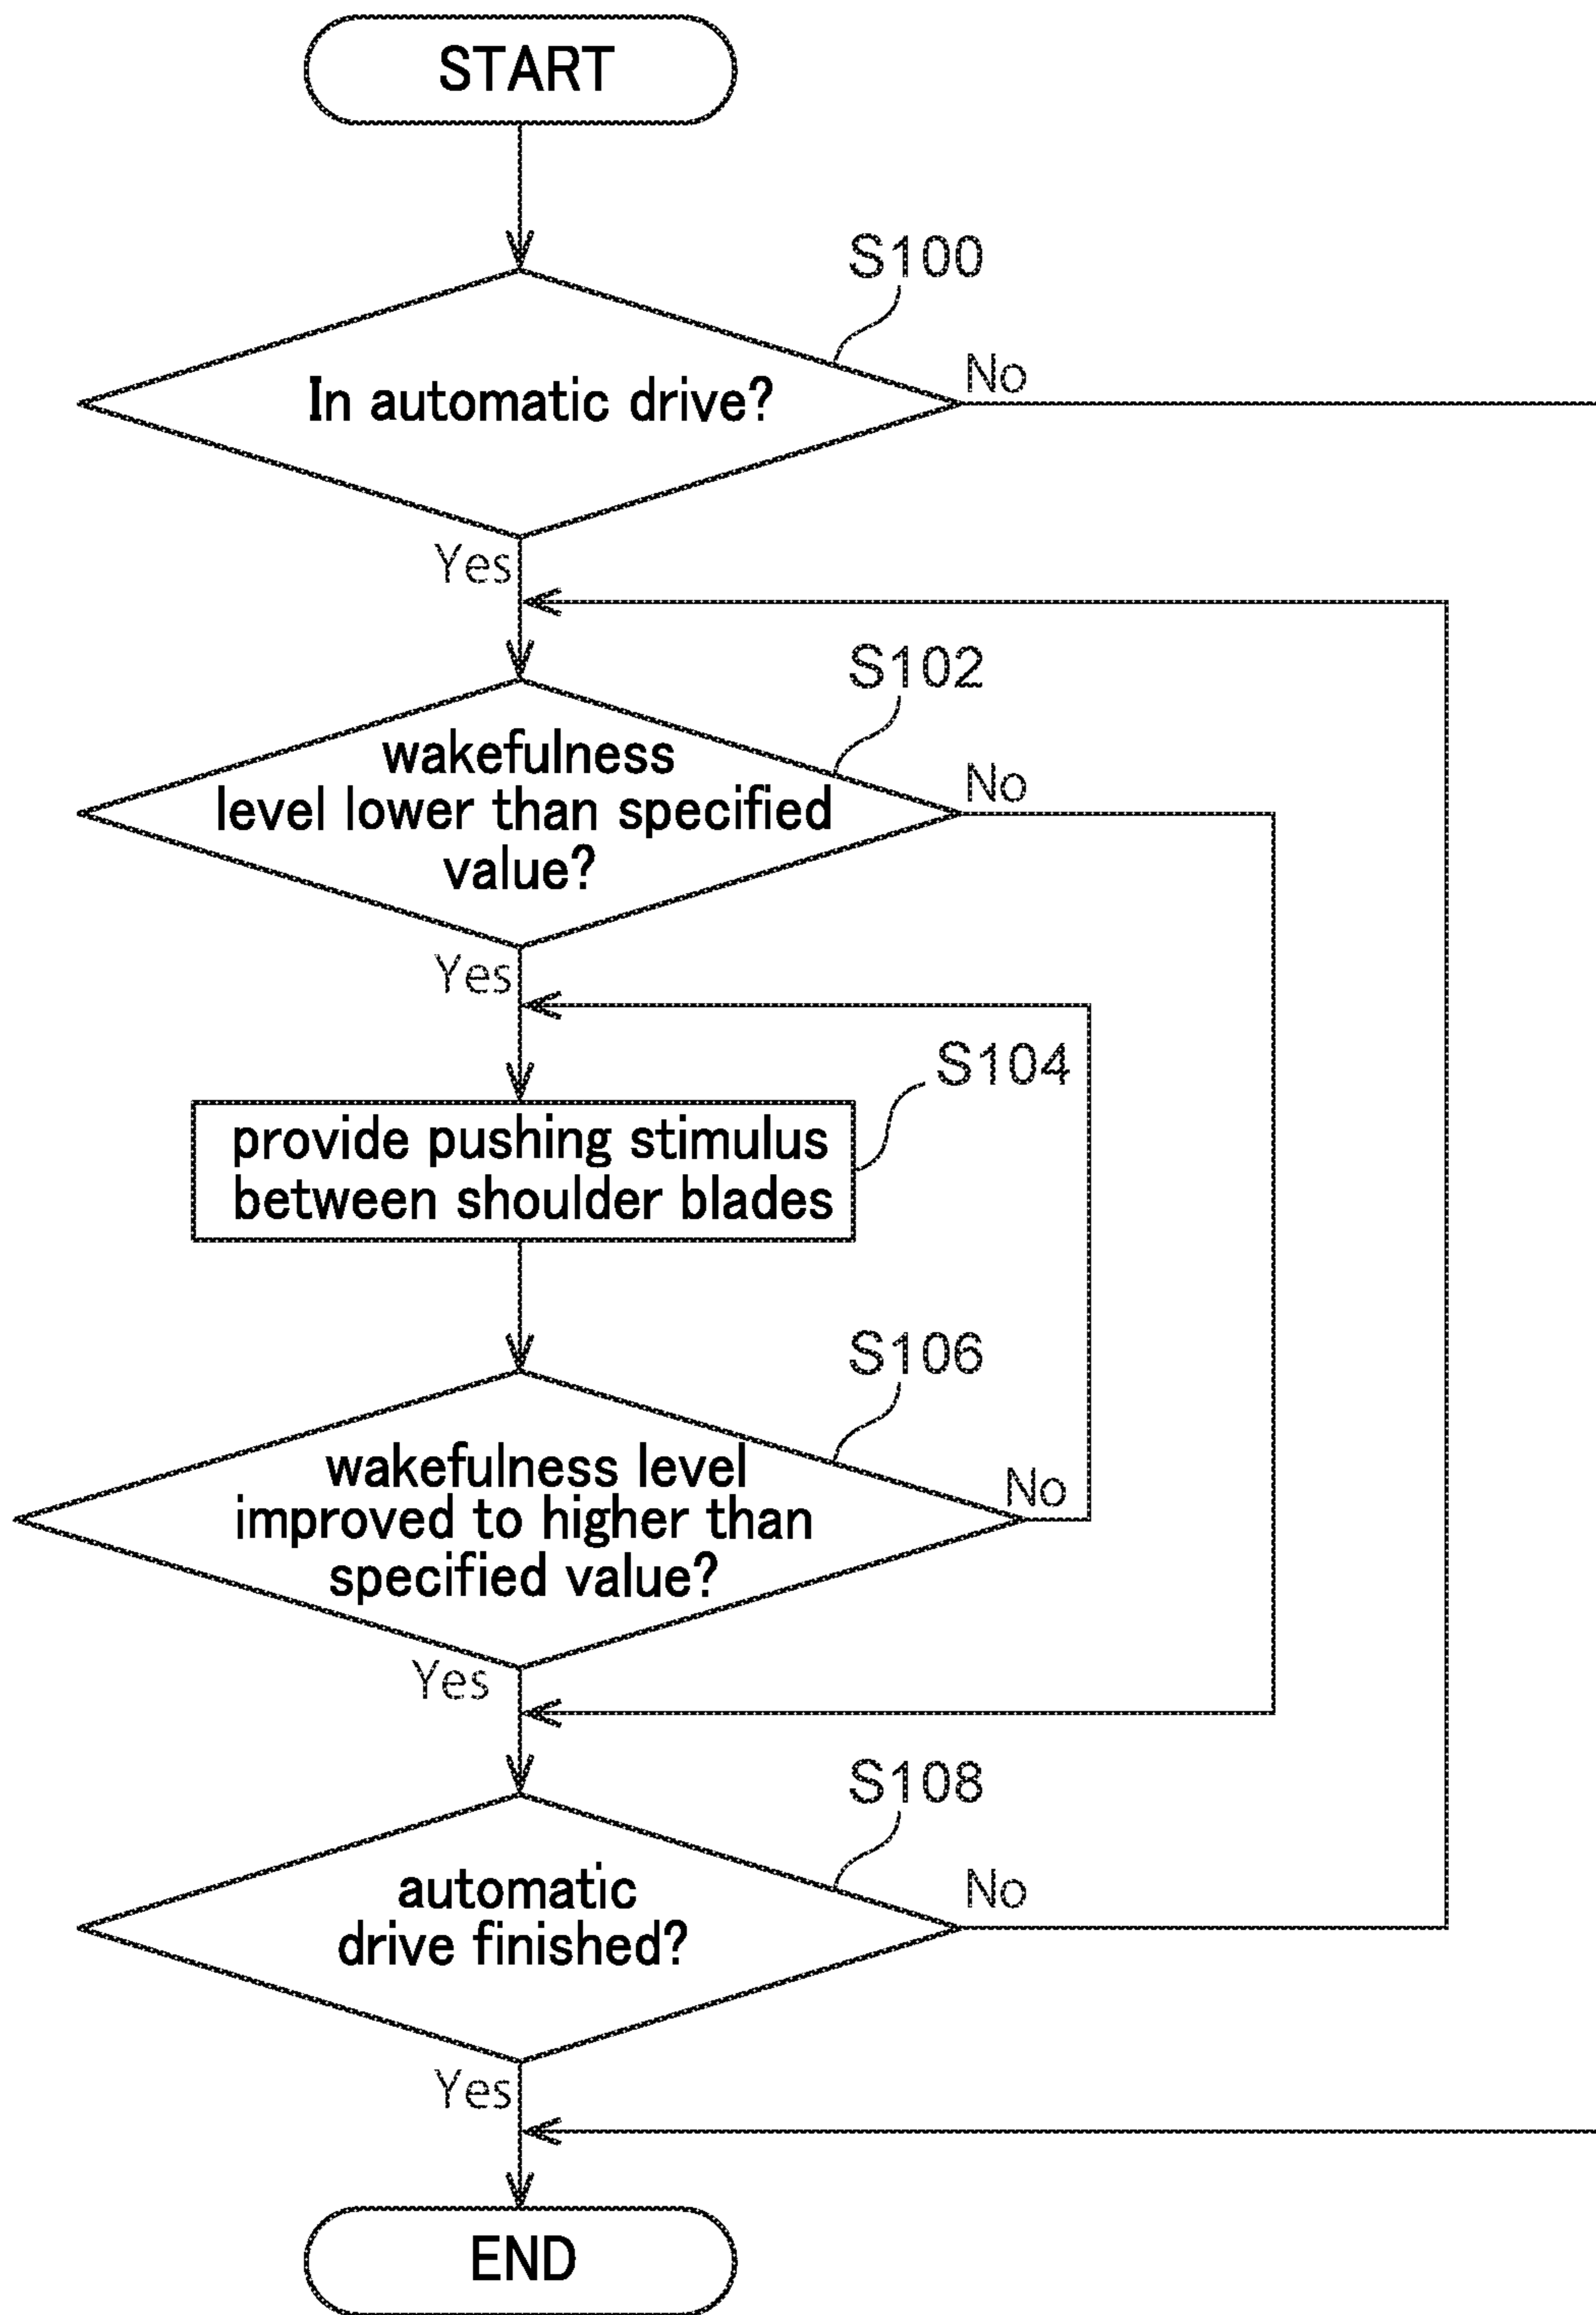 START
S100
In automatic drive?
No
Yes
S102
wakefulness
level lower than specified
value?
No
Yes
S104
provide pushing stimulus
between shoulder blades
S106
wakefulness level
improved to higher than
specified value?
No
Yes
S108
automatic
drive finished?
No
Yes
END